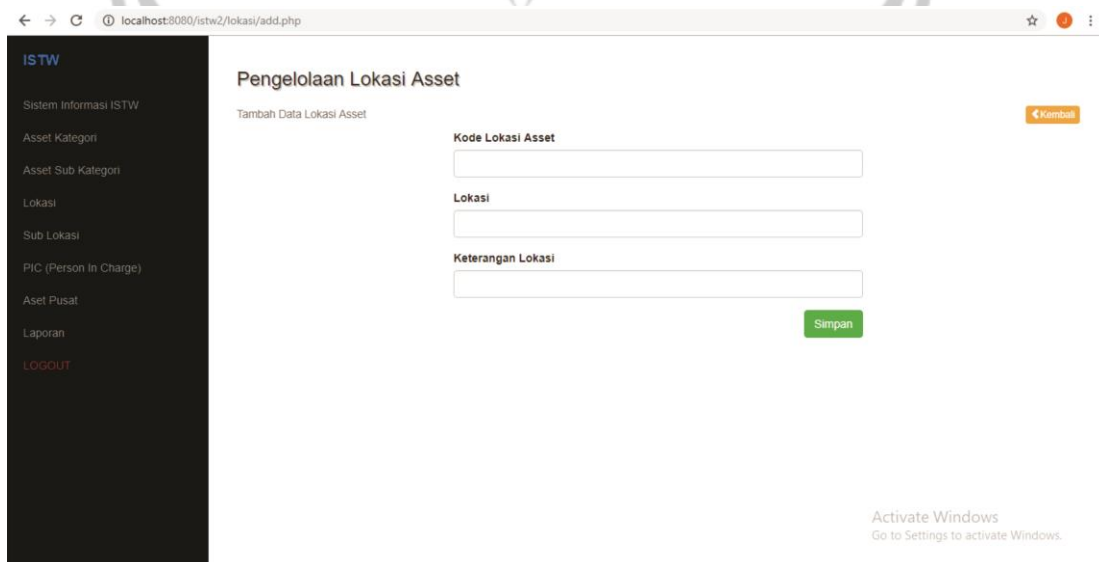 localhost:8080/istw2/lokasi/add.php
J
ISTW
Sistem Informasi ISTW
Asset Kategori
Asset Sub Kategori
Lokasi
Sub Lokasi
PIC (Person In Charge)
Aset Pusat
Laporan
LOGOUT
Pengelolaan Lokasi Asset
Tambah Data Lokasi Asset
Kembali
Kode Lokasi Asset
Lokasi
Keterangan Lokasi
Simpan
Activate Windows
Go to Settings to activate Windows.